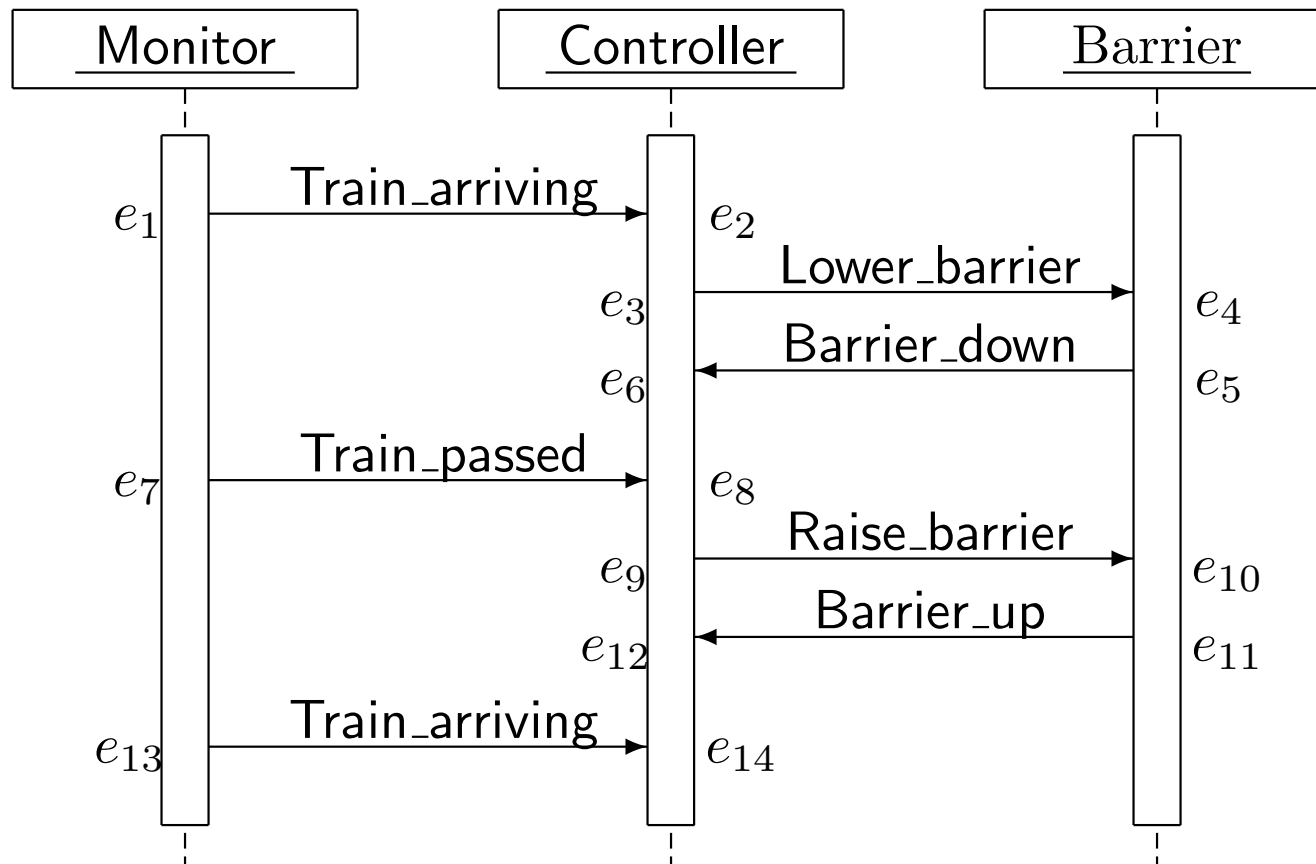 Monitor Controller Barrier
Train_arriving
e1 e2
Lower_barrier
e3 e4
Barrier_down
e6 e5
Train_passed
e7 e8
Raise_barrier
e9 e10
Barrier_up
e12 e11
Train_arriving
e13 e14